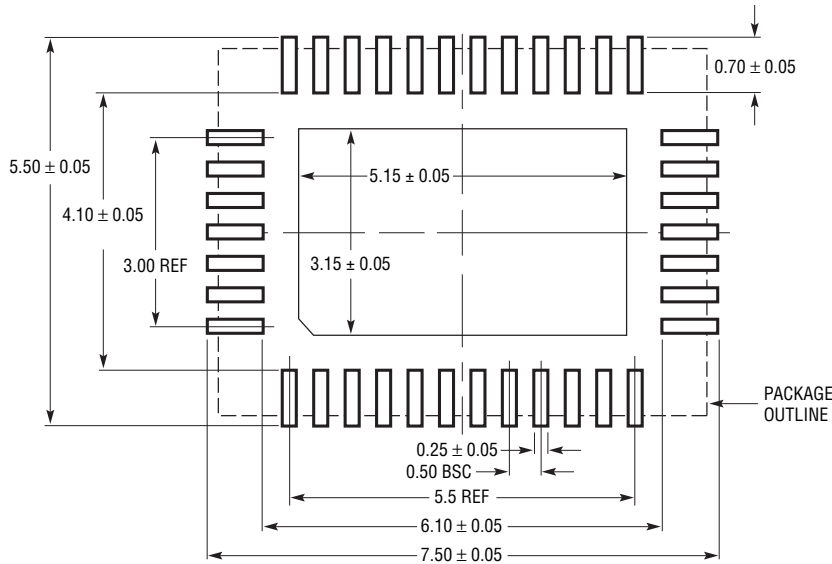 0.70 ± 0.05
5.50 ± 0.05
5.15 ± 0.05
4.10 ± 0.05
3.00 REF
3.15 ± 0.05
PACKAGE
OUTLINE
0.25 ± 0.05
0.50 BSC
5.5 REF
6.10 ± 0.05
7.50 ± 0.05